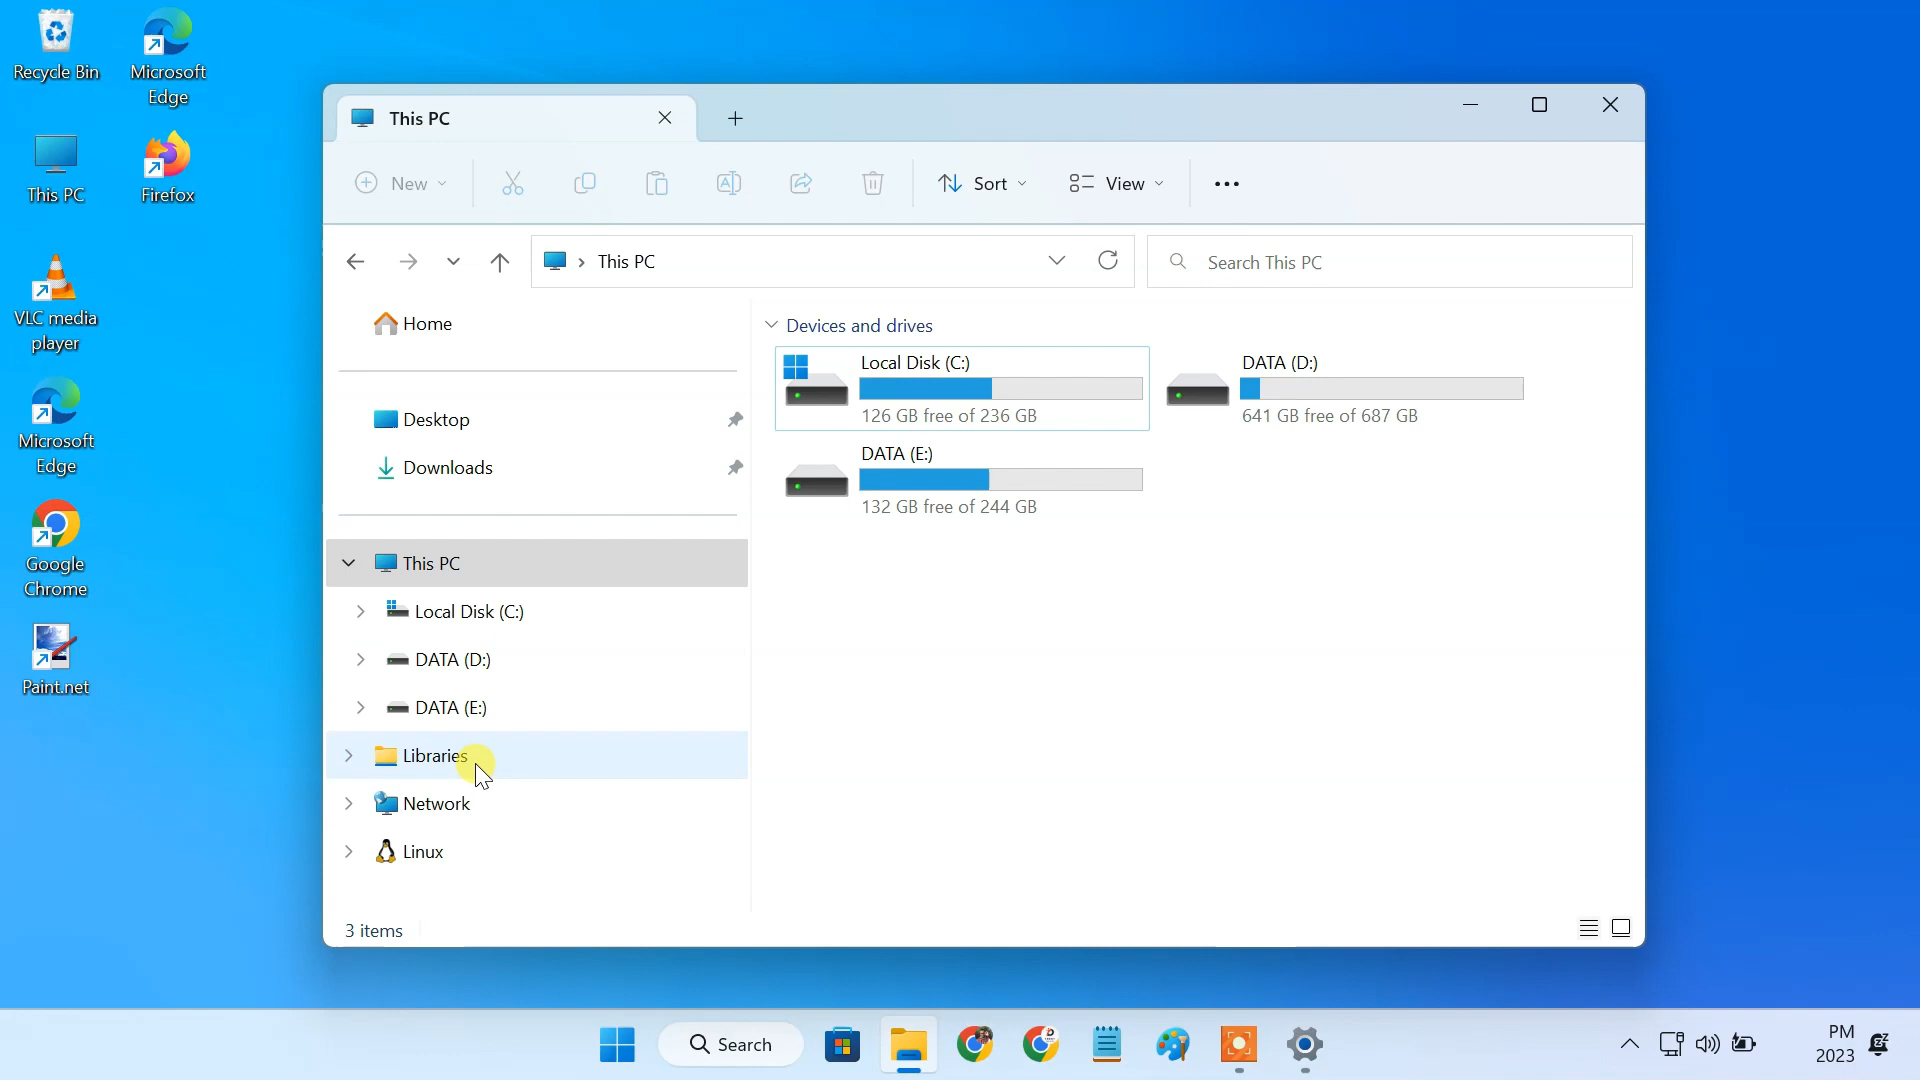 Recycle Bin
Microsoft
Edge
This PC
Firefox
VLC media
player
Microsoft
Edge
Google
Chrome
Paint.net
This PC
New
Sort
View
This PC
Search This PC
Home
Desktop
Downloads
This PC
Local Disk (C:)
DATA (D:)
DATA (E:)
Libraries
Network
Linux
Devices and drives
Local Disk (C:)
126 GB free of 236 GB
DATA (D:)
641 GB free of 687 GB
DATA (E:)
132 GB free of 244 GB
3 items
Search
PM
2023